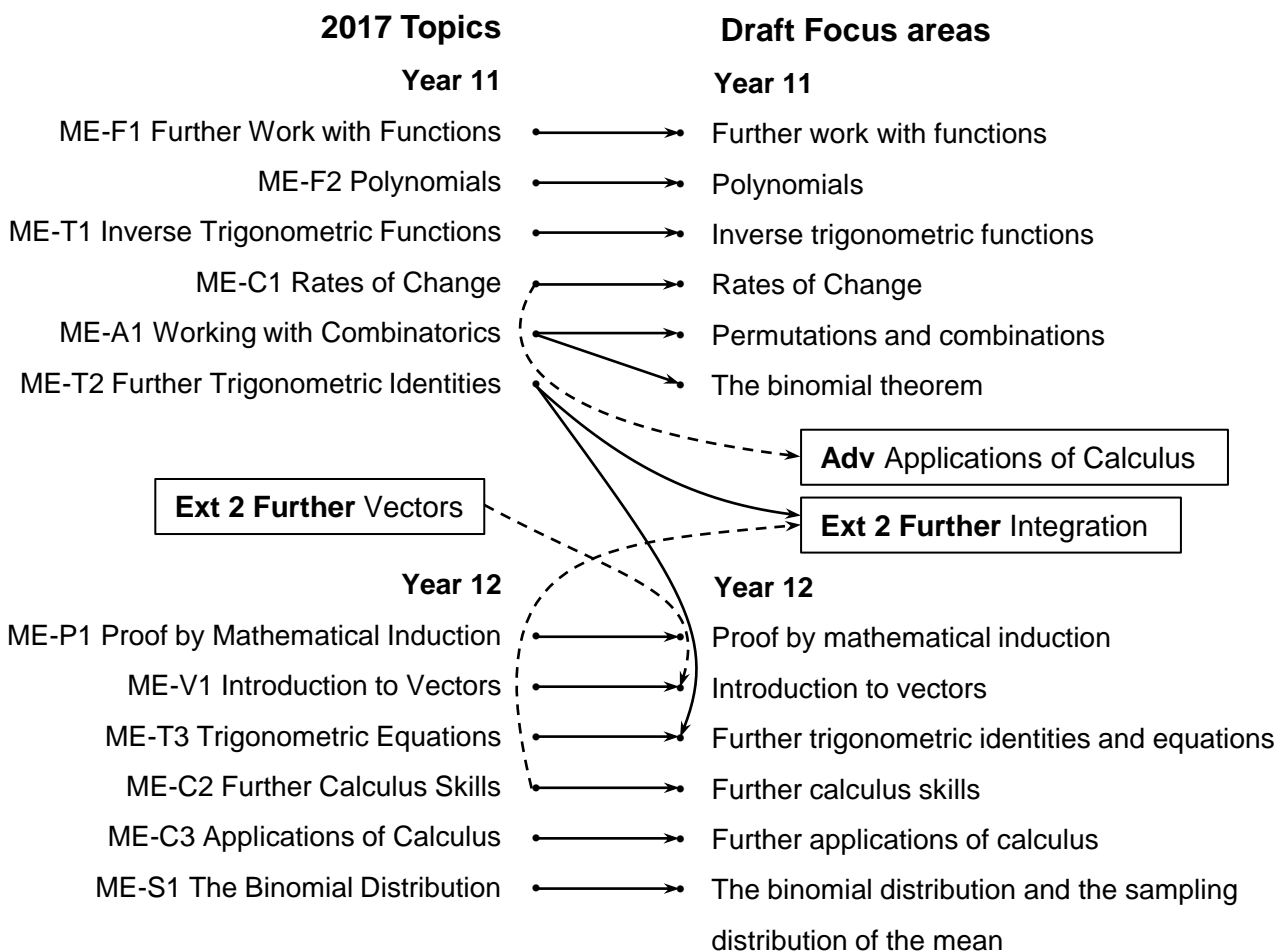 2017 Topics Draft Focus areas
Year 11 Year 11
ME-F1 Further Work with Functions Further work with functions
ME-F2 Polynomials Polynomials
ME-T1 Inverse Trigonometric Functions Inverse trigonometric functions
ME-C1 Rates of Change Rates of Change
ME-A1 Working with Combinatorics Permutations and combinations
ME-T2 Further Trigonometric Identities The binomial theorem
Adv Applications of Calculus
Ext 2 Further Vectors Ext 2 Further Integration
Year 12 Year 12
ME-P1 Proof by Mathematical Induction Proof by mathematical induction
ME-V1 Introduction to Vectors Introduction to vectors
ME-T3 Trigonometric Equations Further trigonometric identities and equations
ME-C2 Further Calculus Skills Further calculus skills
ME-C3 Applications of Calculus Further applications of calculus
ME-S1 The Binomial Distribution The binomial distribution and the sampling
distribution of the mean